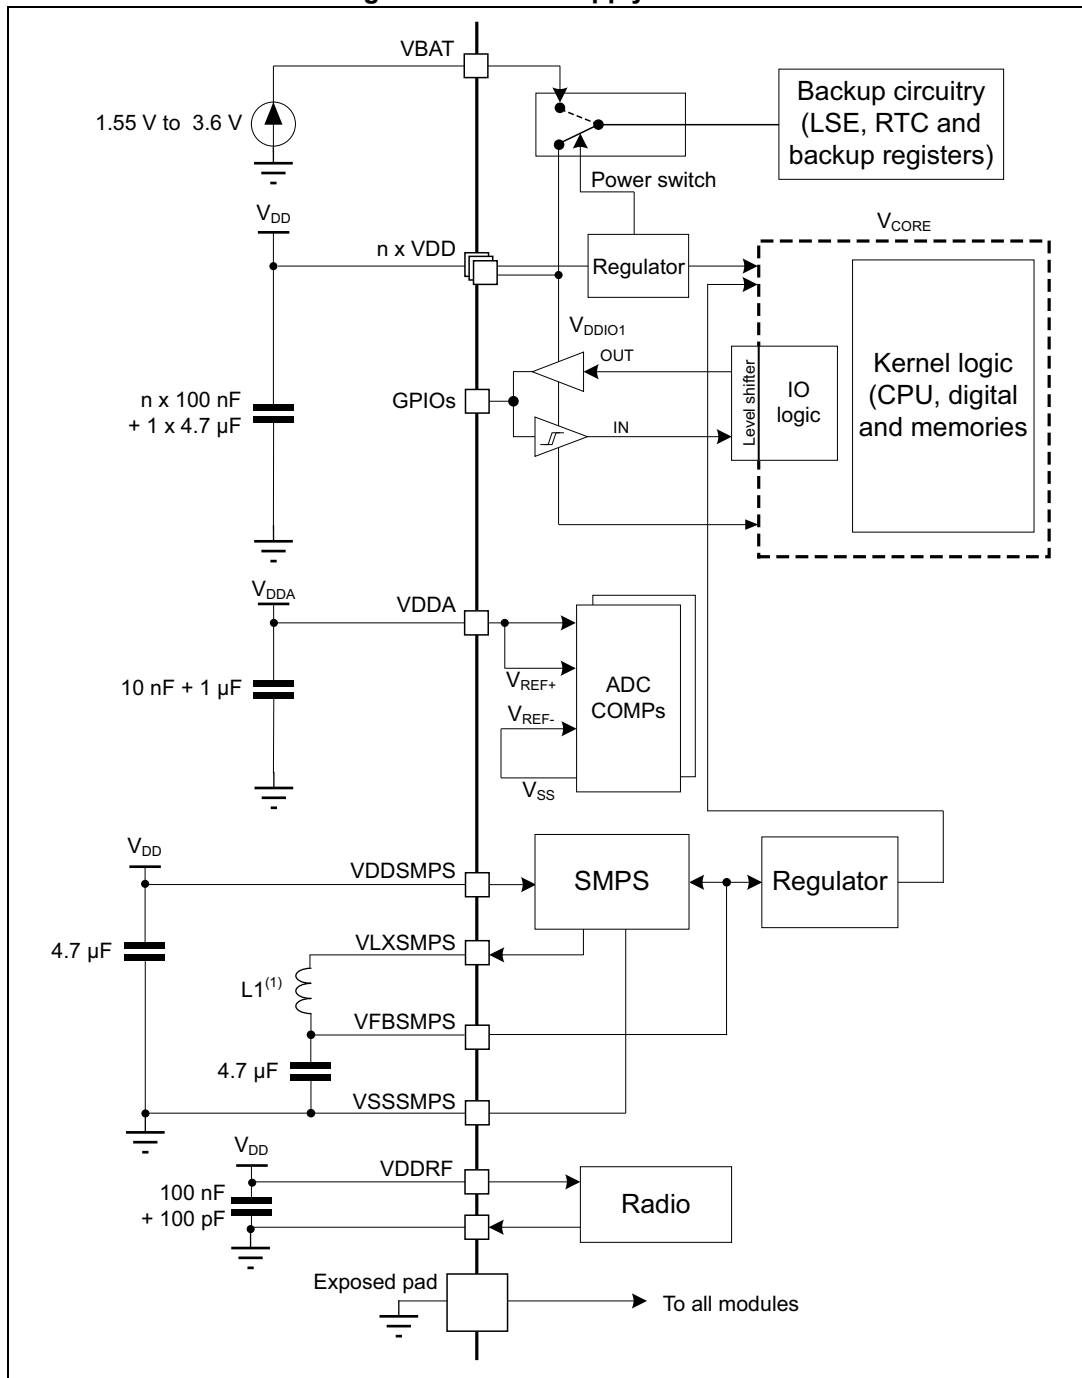 VBAT
1.55 V to 3.6 V
Backup circuitry
(LSE, RTC and
backup registers)
Power switch
VDD
n x VDD
Regulator
VCORE
VDDIO1
OUT
GPIOs
IN
Level shifter
IO
logic
Kernel logic
(CPU, digital
and memories
n x 100 nF
+ 1 x 4.7 µF
VDDA
VDDA
10 nF + 1 µF
VREF+
VREF-
VSS
ADC
COMPs
VDD
VDDSMPS
SMPS
Regulator
4.7 µF
VLXSMPS
L1(1)
VFBSMPS
4.7 µF
VSSSMPS
VDD
VDDRF
100 nF
+ 100 pF
Radio
Exposed pad
To all modules